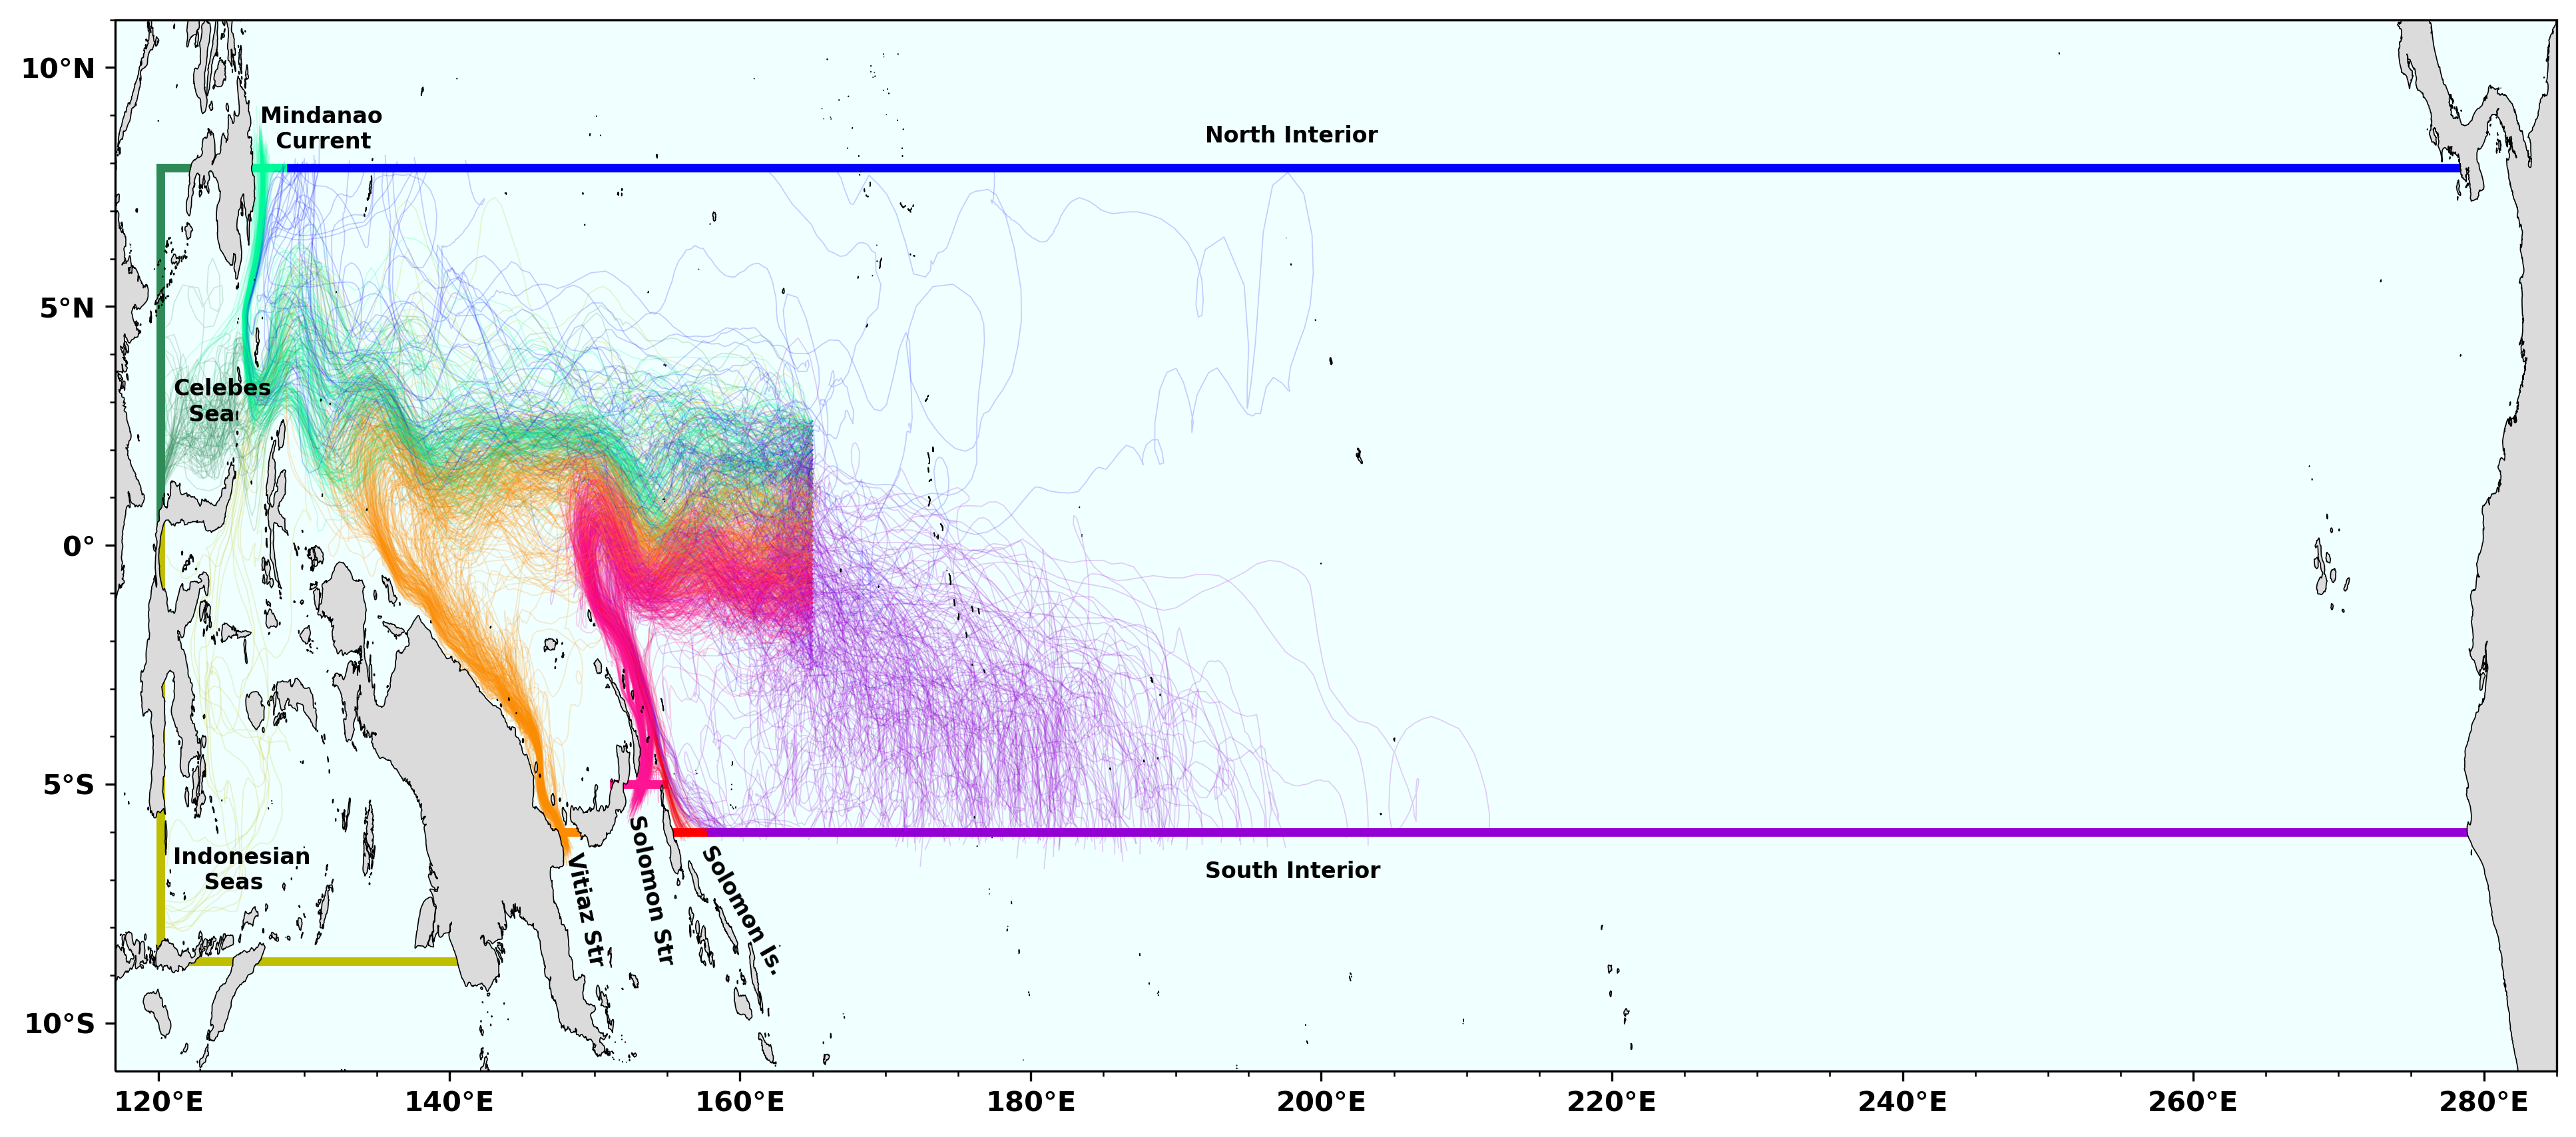 10°N
5°N
0°
5°S
10°S
Mindanao
Current
North Interior
Celebes
Sea
Indonesian
Seas
Vitiaz Str
Solomon Str
Solomon Is.
South Interior
120°E
140°E
160°E
180°E
200°E
220°E
240°E
260°E
280°E